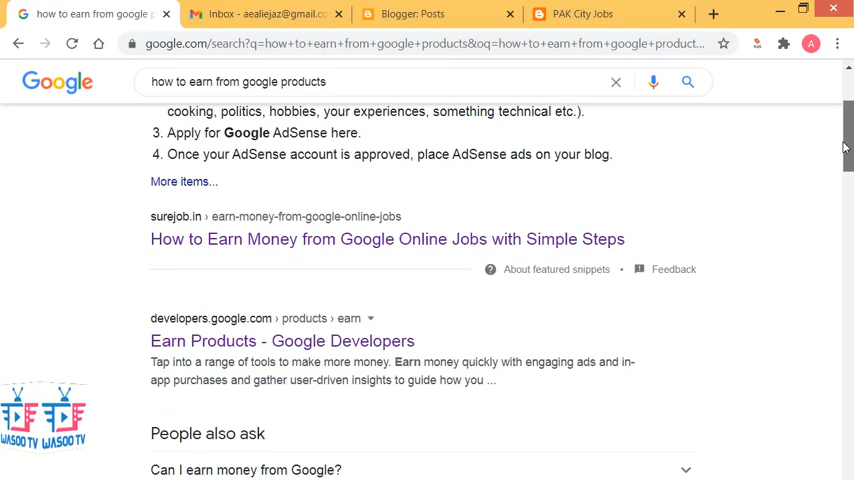 how to earn from google p
Inbox - aealiejaz@gmail.co
Blogger: Posts
PAK City Jobs
google.com/search?q=how+to+earn+from+google+products&oq=how+to+earn+from+google+product...
A
Google
how to earn from google products
cooking, politics, hobbies, your experiences, something technical etc.).
3. Apply for Google AdSense here.
4. Once your AdSense account is approved, place AdSense ads on your blog.
More items...
surejob.in › earn-money-from-google-online-jobs
How to Earn Money from Google Online Jobs with Simple Steps
About featured snippets • Feedback
developers.google.com › products › earn
Earn Products - Google Developers
Tap into a range of tools to make more money. Earn money quickly with engaging ads and in-
app purchases and gather user-driven insights to guide how you ...
WASOO TV WASOO TV
People also ask
Can I earn money from Google?